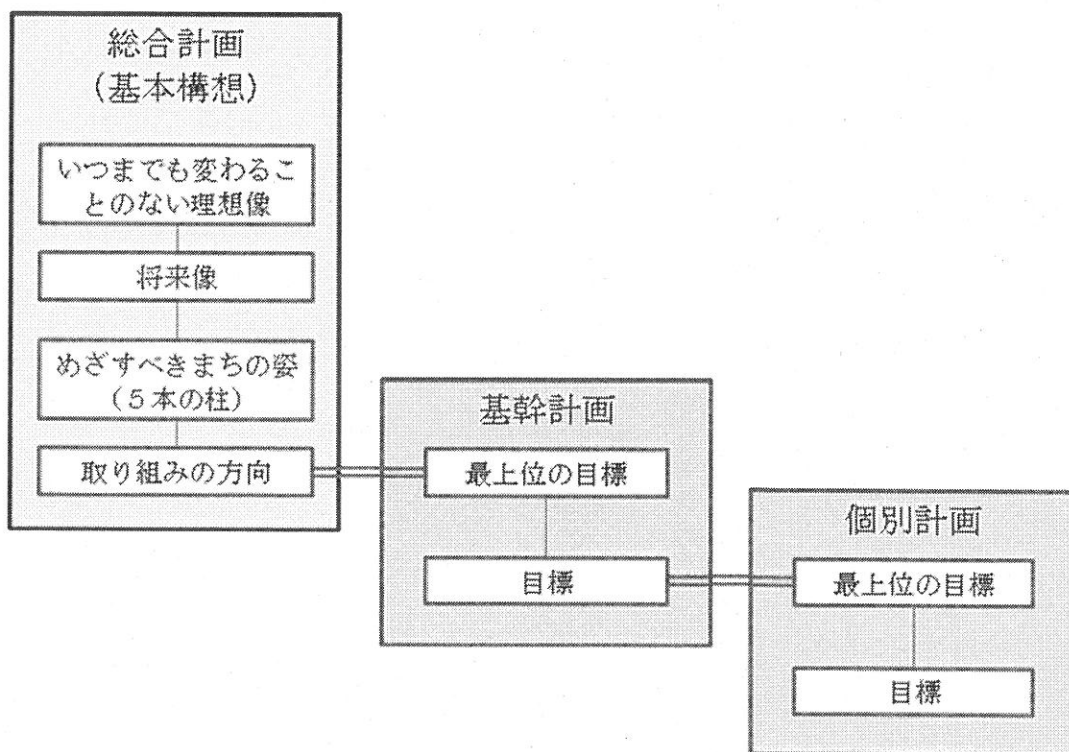 総合計画
(基本構想)
いつまでも変わるこ
とのない理想像
将来像
めざすべきまちの姿
(5本の柱)
取り組みの方向
基幹計画
最上位の目標
目標
個別計画
最上位の目標
目標